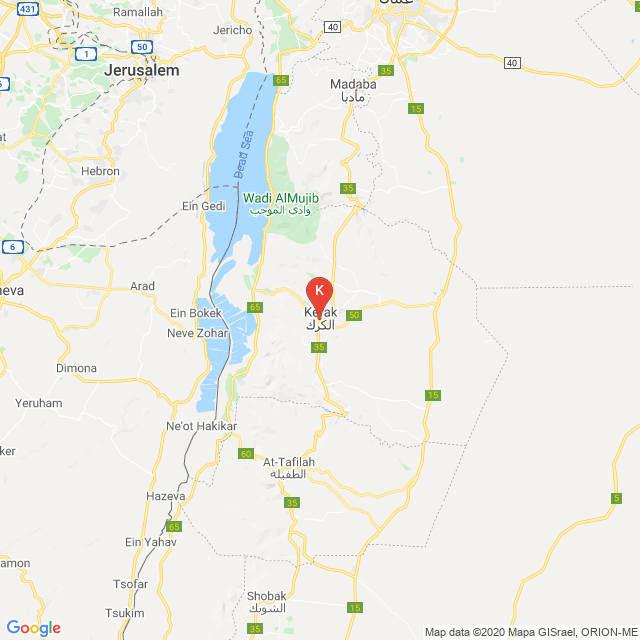 431
Ramallah
عمان
Jericho
40
1
50
Jerusalem
65
35
40
Madaba
مادبا
15
Dead Sea
Hebron
35
Wadi AlMujib
وادي الموجب
Ein Gedi
6
Arad
K
65
Ein Bokek
Kerak
الكرك
50
Neve Zohar
35
Dimona
15
Yeruham
Ne'ot Hakikar
60
At-Tafilah
الطفيلة
Hazeva
35
5
65
Ein Yahav
Tsofar
Shobak
الشوبك
Tsukim
15
35
Google
Map data ©2020 Mapa GISrael, ORION-ME